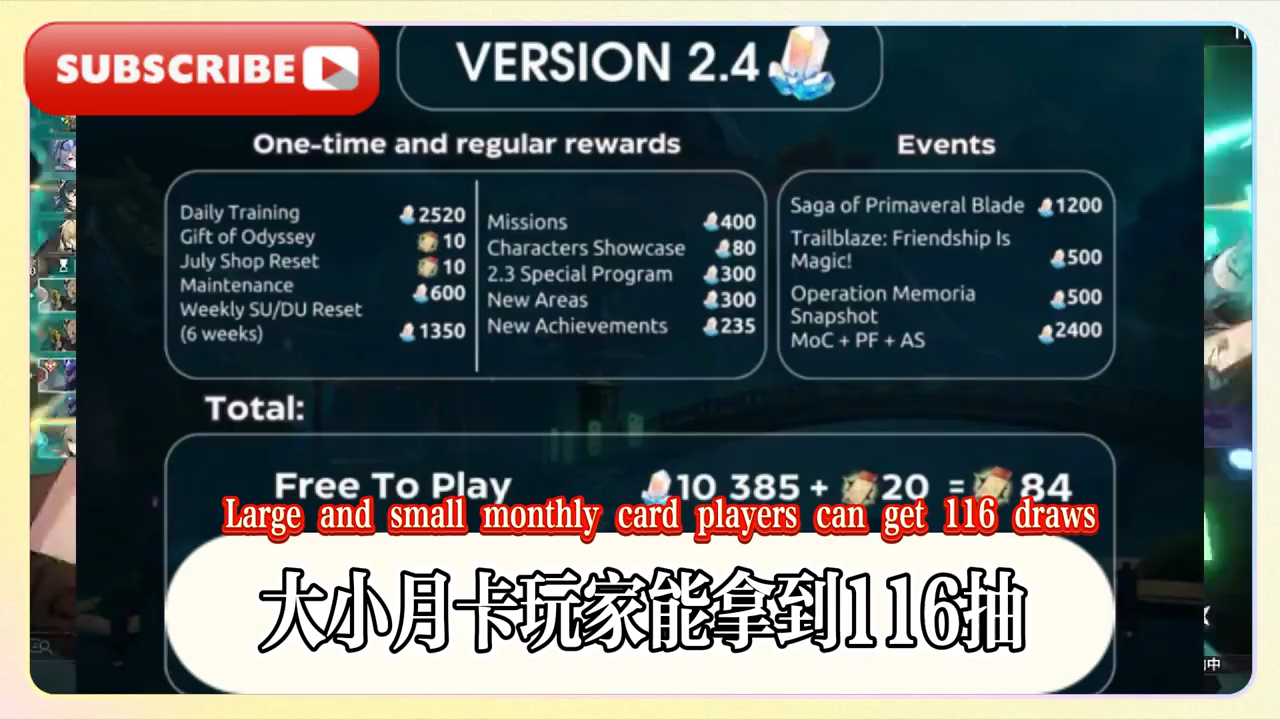 SUBSCRIBE
VERSION 2.4
One-time and regular rewards
Daily Training 2520
Gift of Odyssey 10
July Shop Reset 10
Maintenance 600
Weekly SU/DU Reset
(6 weeks) 1350
Missions 400
Characters Showcase 80
2.3 Special Program 300
New Areas 300
New Achievements 235
Events
Saga of Primaveral Blade 1200
Trailblaze: Friendship Is
Magic! 500
Operation Memoria 500
Snapshot
MoC + PF + AS 2400
Total:
Free To Play 10 385 + 20 = 84
Large and small monthly card players can get 116 draws
大小月卡玩家能拿到116抽
中